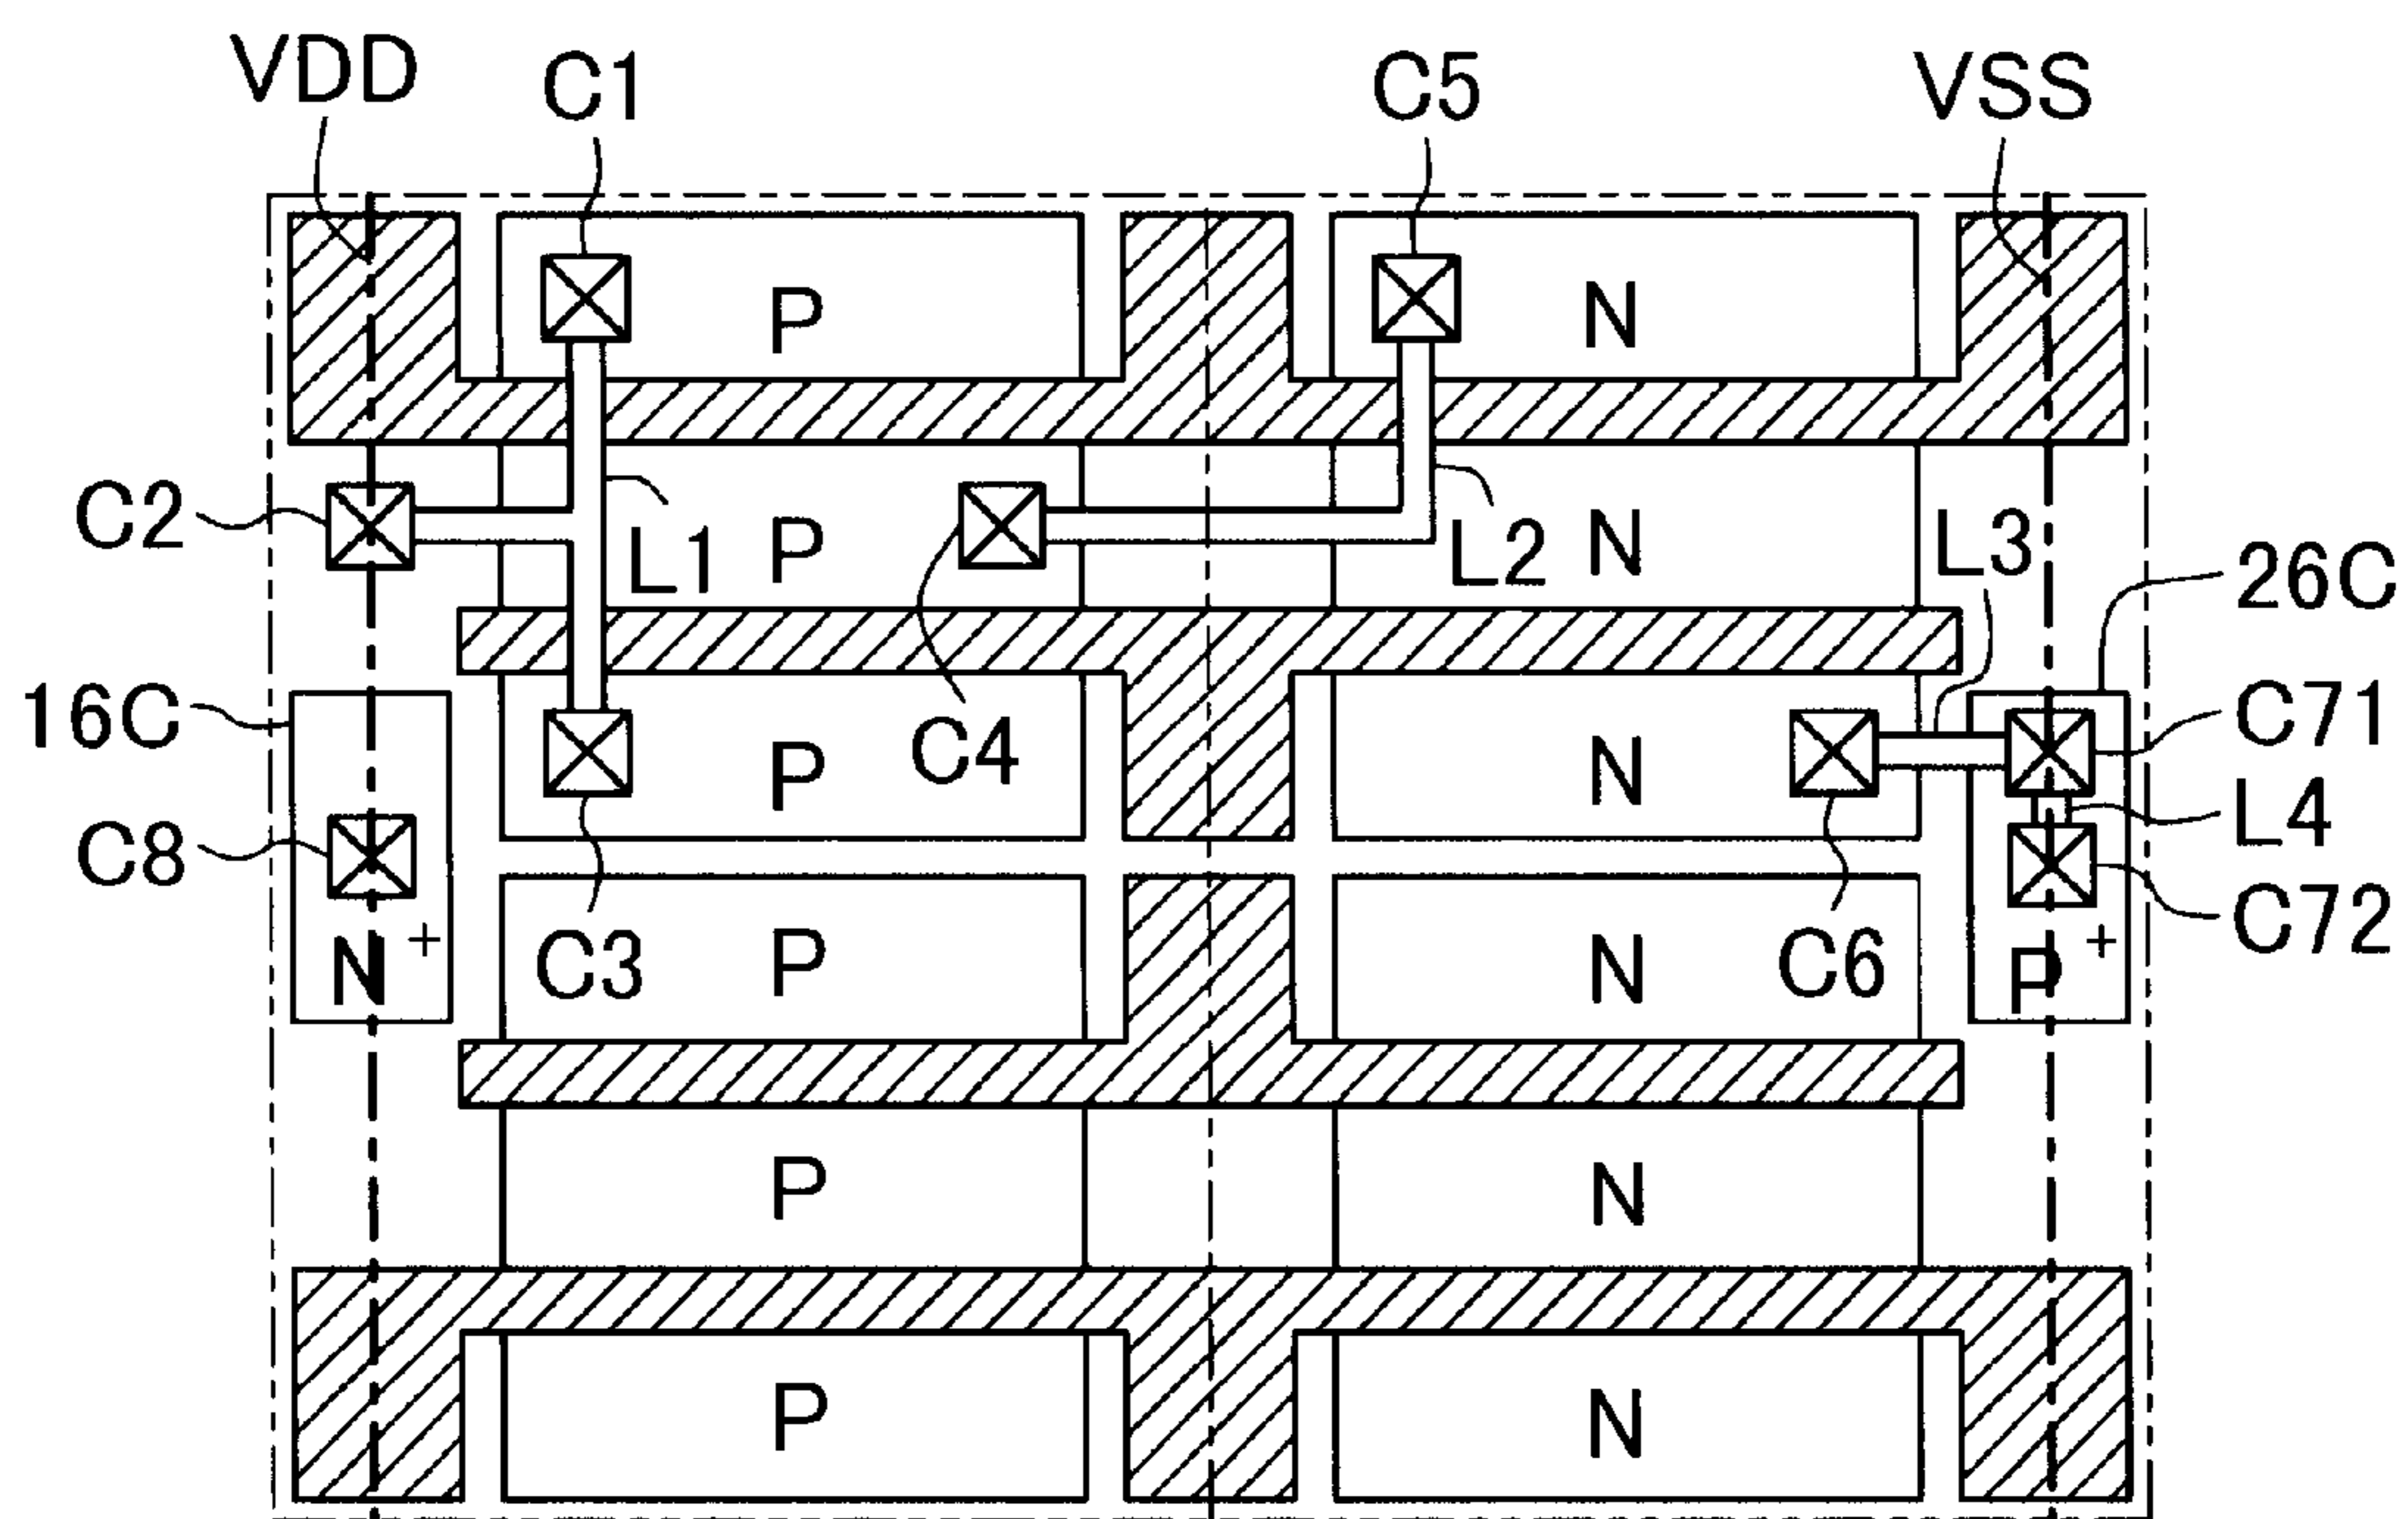 VDD C1 C5 VSS
P N
C2 L1 P L2 N L3 26C
16C P C4 N C71
C8 L4
N+ C3 P N C6 P+ C72
P N
P N